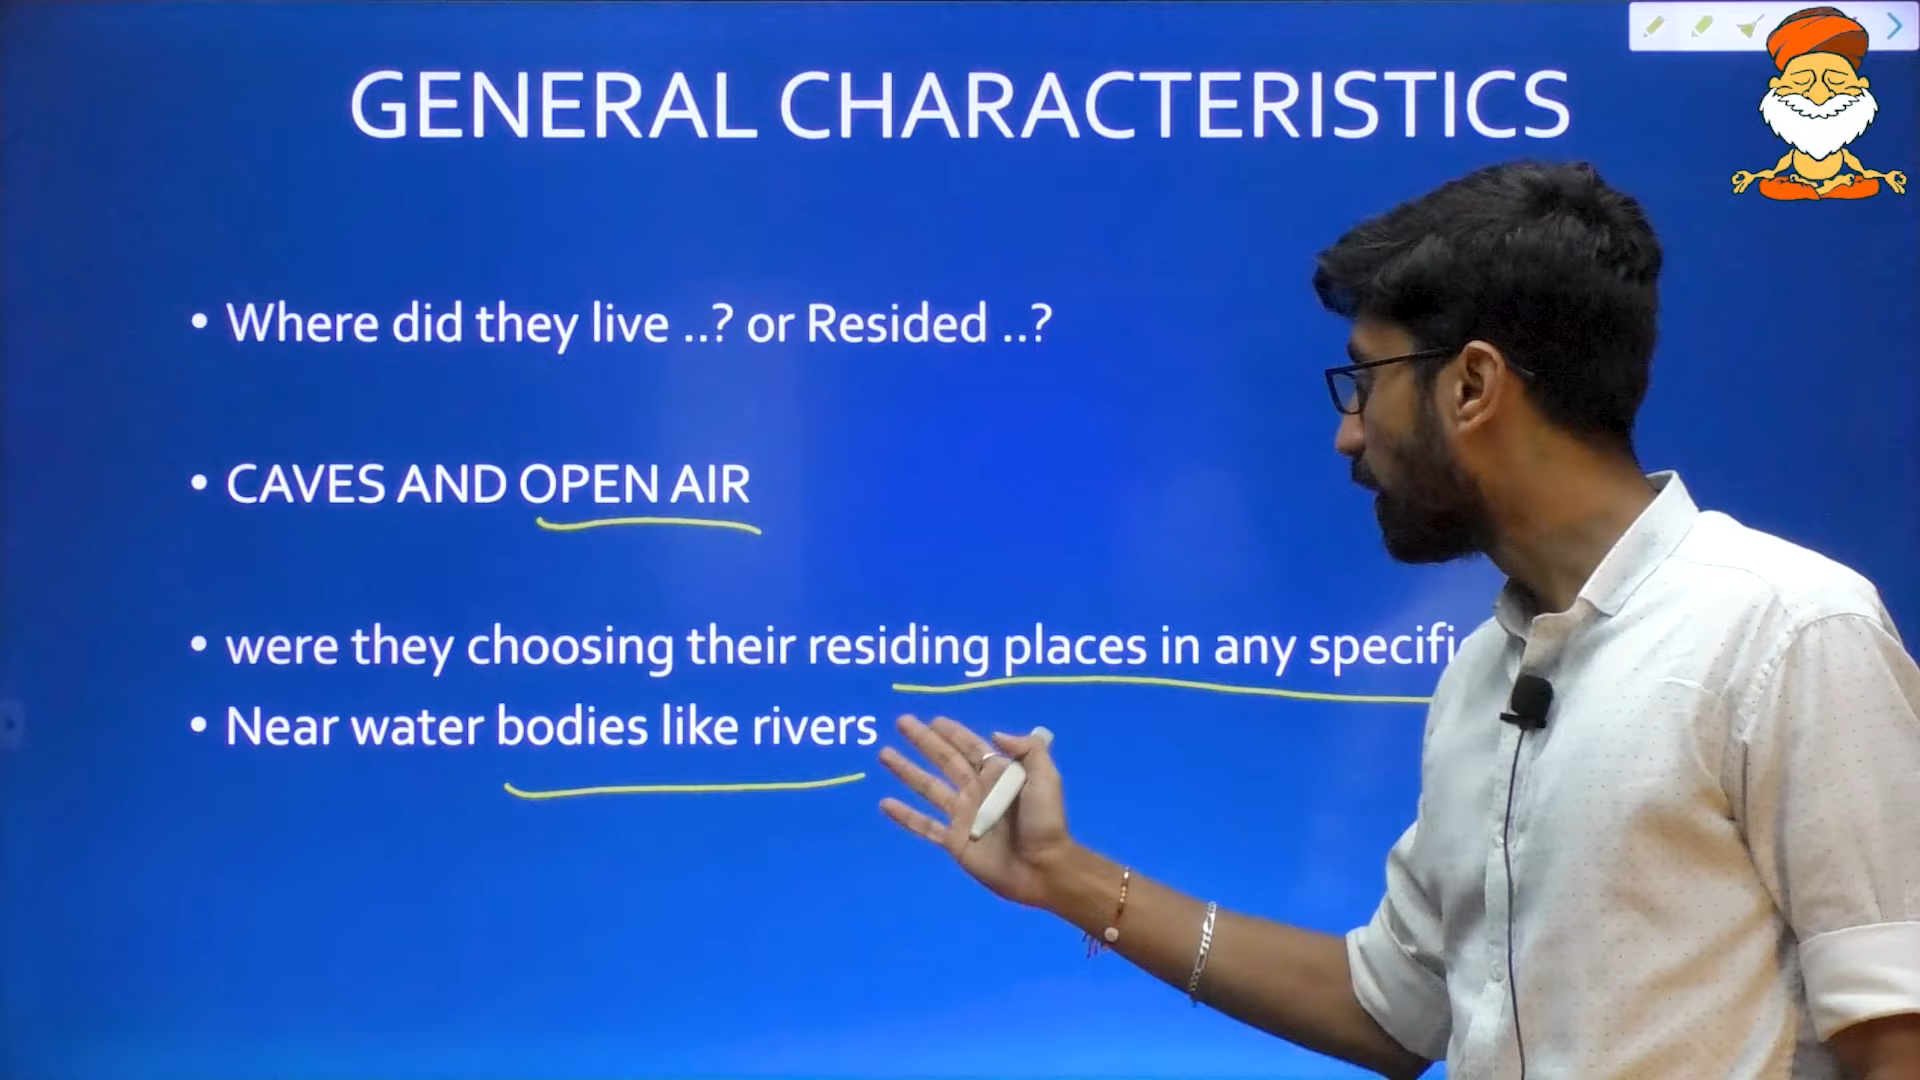 GENERAL CHARACTERISTICS
• Where did they live ..? or Resided ..?
• CAVES AND OPEN AIR
• were they choosing their residing places in any specific
• Near water bodies like rivers